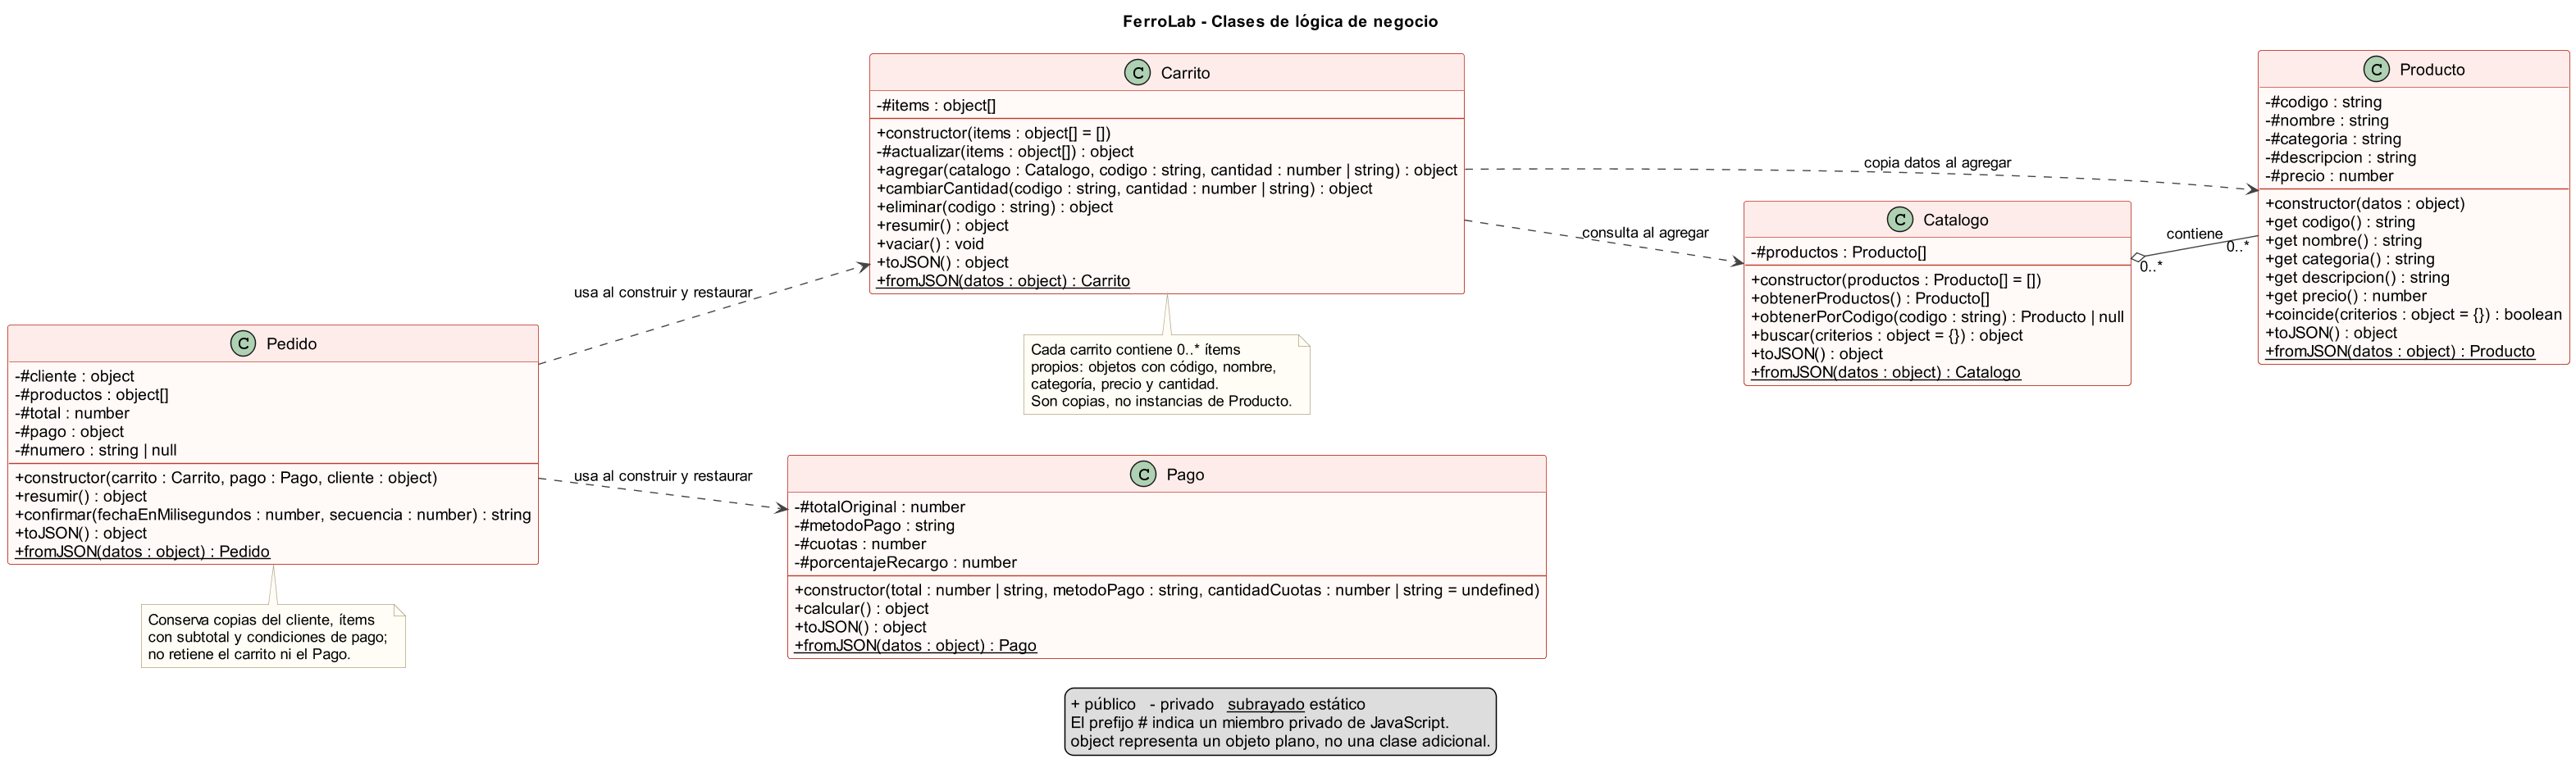 FerroLab - Clases de lógica de negocio
C Carrito
-#items : object[]
+constructor(items : object[] = [])
-#actualizar(items : object[]) : object
+agregar(catalogo : Catalogo, codigo : string, cantidad : number | string) : object
+cambiarCantidad(codigo : string, cantidad : number | string) : object
+eliminar(codigo : string) : object
+resumir() : object
+vaciar() : void
+toJSON() : object
+fromJSON(datos : object) : Carrito
copia datos al agregar
consulta al agregar
C Producto
-#codigo : string
-#nombre : string
-#categoria : string
-#descripcion : string
-#precio : number
+constructor(datos : object)
+get codigo() : string
+get nombre() : string
+get categoria() : string
+get descripcion() : string
+get precio() : number
+coincide(criterios : object = {}) : boolean
+toJSON() : object
+fromJSON(datos : object) : Producto
C Catalogo
-#productos : Producto[]
+constructor(productos : Producto[] = [])
+obtenerProductos() : Producto[]
+obtenerPorCodigo(codigo : string) : Producto | null
+buscar(criterios : object = {}) : object
+toJSON() : object
+fromJSON(datos : object) : Catalogo
contiene
0..*
0..*
usa al construir y restaurar
Cada carrito contiene 0..* ítems
propios: objetos con código, nombre,
categoría, precio y cantidad.
Son copias, no instancias de Producto.
C Pedido
-#cliente : object
-#productos : object[]
-#total : number
-#pago : object
-#numero : string | null
+constructor(carrito : Carrito, pago : Pago, cliente : object)
+resumir() : object
+confirmar(fechaEnMilisegundos : number, secuencia : number) : string
+toJSON() : object
+fromJSON(datos : object) : Pedido
usa al construir y restaurar
C Pago
-#totalOriginal : number
-#metodoPago : string
-#cuotas : number
-#porcentajeRecargo : number
+constructor(total : number | string, metodoPago : string, cantidadCuotas : number | string = undefined)
+calcular() : object
+toJSON() : object
+fromJSON(datos : object) : Pago
Conserva copias del cliente, ítems
con subtotal y condiciones de pago;
no retiene el carrito ni el Pago.
+ público - privado subrayado estático
El prefijo # indica un miembro privado de JavaScript.
object representa un objeto plano, no una clase adicional.